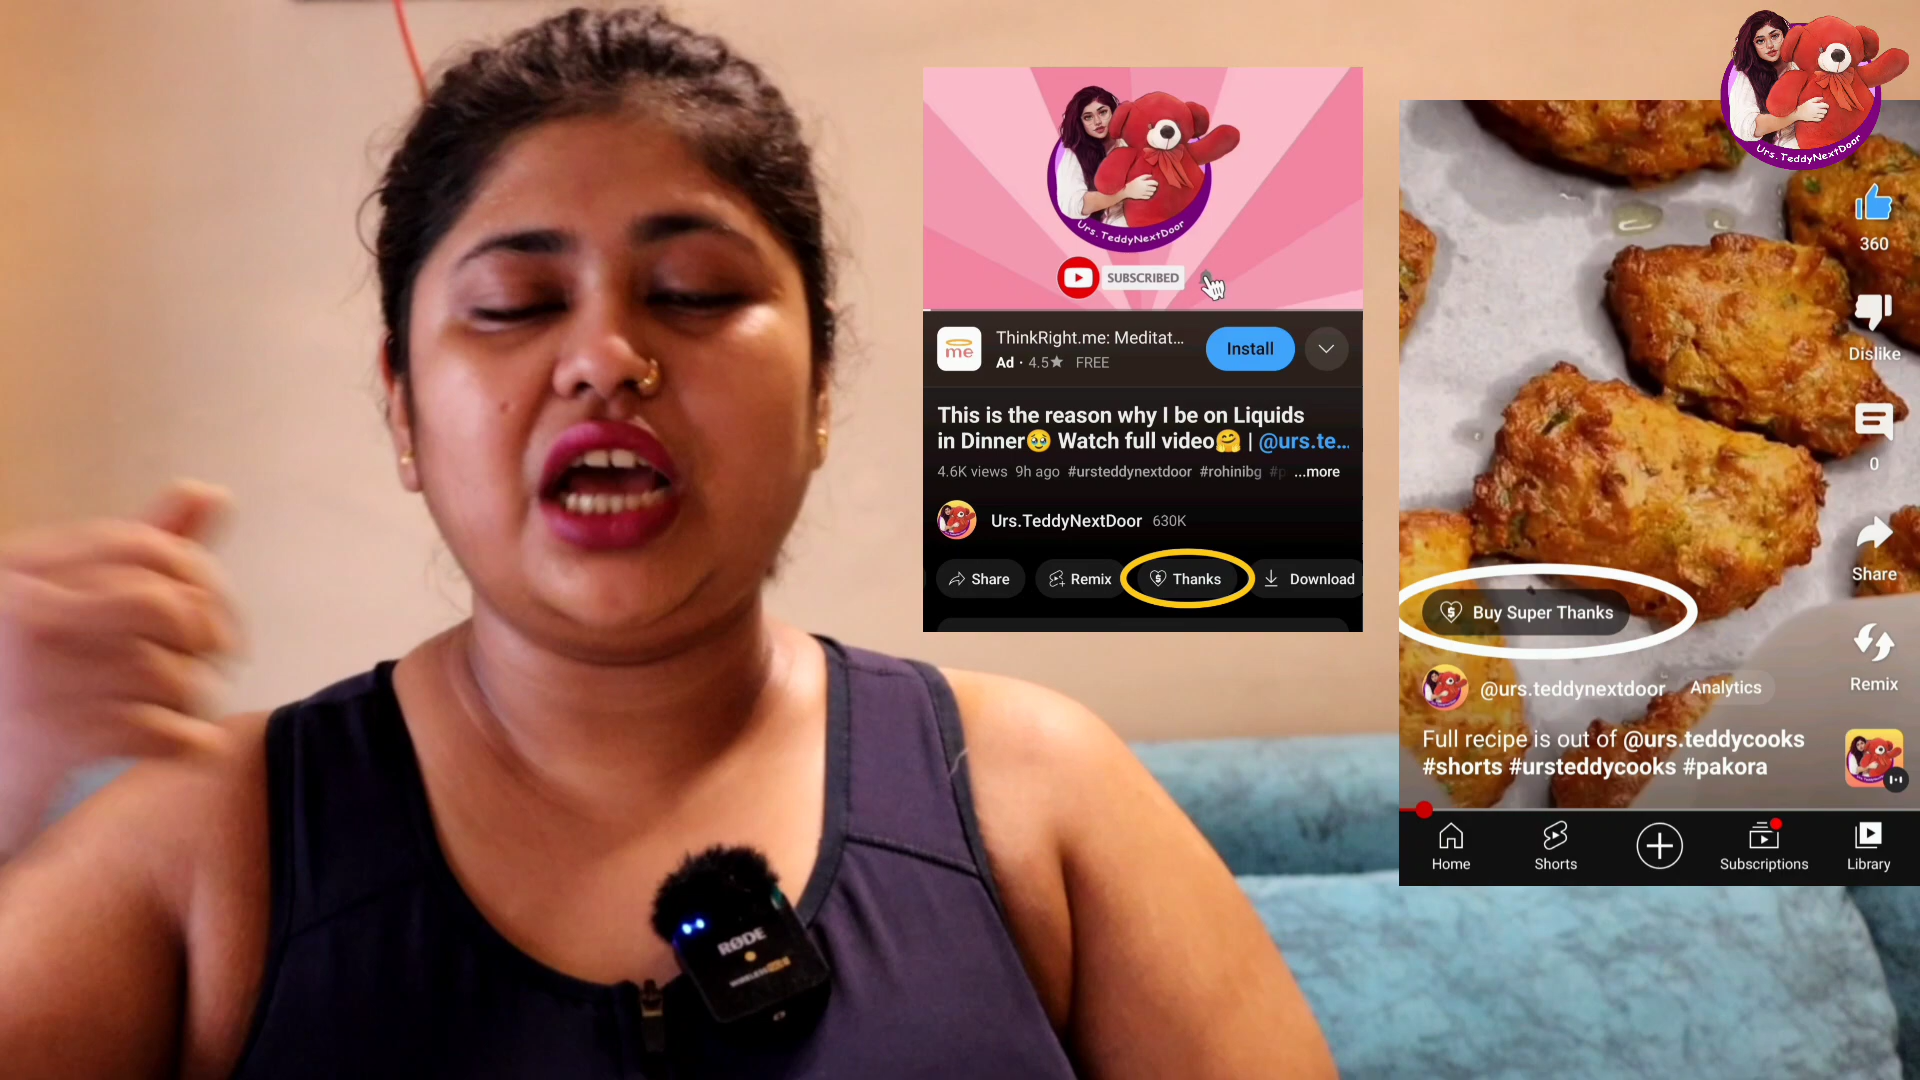 Urs.TeddyNextDoor
SUBSCRIBED
me
ThinkRight.me: Meditat...
Install
Ad · 4.5★ FREE
This is the reason why I be on Liquids
in Dinner🥹 Watch full video🤗 | @urs.te...
4.6K views 9h ago #ursteddynextdoor #rohinibg #p ...more
Urs.TeddyNextDoor 630K
Share
Remix
Thanks
Download
Urs.TeddyNextDoor
360
Dislike
0
Share
Buy Super Thanks
Remix
@urs.teddynextdoor
Analytics
Full recipe is out of @urs.teddycooks
#shorts #ursteddycooks #pakora
Home
Shorts
Subscriptions
Library
RØDE